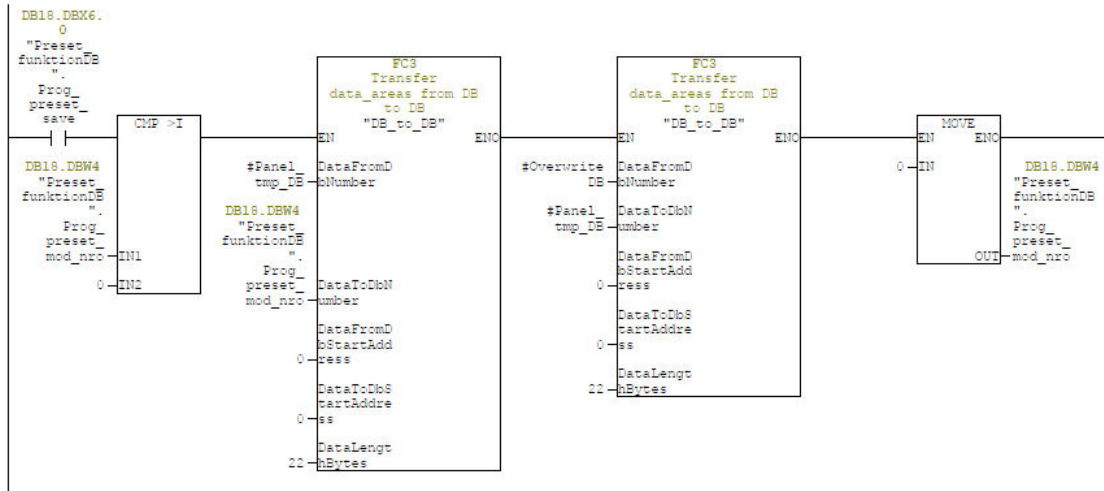 DB18.DBX6.
0
"Preset_
funktionDB
".
Prog_
preset_
save
CMP >I
DB18.DBW4
"Preset_
funktionDB
".
Prog_
preset_
mod_nro
IN1
0
IN2
FC3
Transfer
data_areas from DB
to DB
"DB_to_DB"
EN
ENO
#Panel_
tmp_DB
DataFromD
bNumber
DB18.DBW4
"Preset_
funktionDB
".
Prog_
preset_
mod_nro
DataToDbN
umber
DataFromD
bStartAdd
0
ress
DataToDbS
tartAddre
0
ss
DataLengt
22
hBytes
FC3
Transfer
data_areas from DB
to DB
"DB_to_DB"
EN
ENO
#Overwrite
DB
DataFromD
bNumber
#Panel_
tmp_DB
DataToDbN
umber
DataFromD
bStartAdd
0
ress
DataToDbS
tartAddre
0
ss
DataLengt
22
hBytes
MOVE
EN
ENO
0
IN
DB18.DBW4
"Preset_
funktionDB
".
Prog_
preset_
OUT
mod_nro